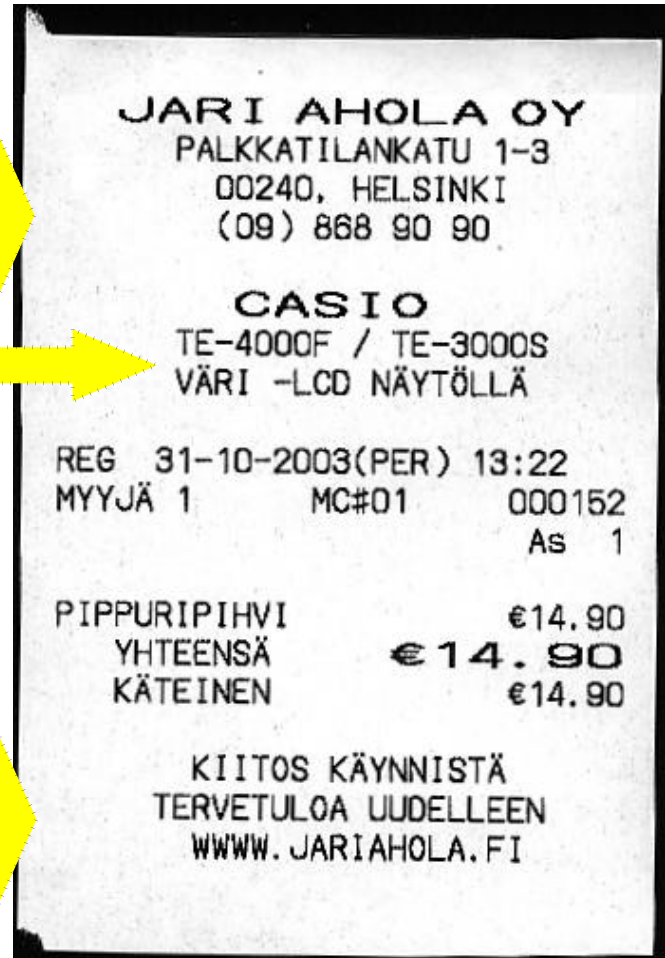 JARI AHOLA OY
PALKKATILANKATU 1-3
00240, HELSINKI
(09) 868 90 90
CASIO
TE-4000F / TE-3000S
VÄRI -LCD NÄYTÖLLÄ
REG 31-10-2003(PER) 13:22
MYYJÄ 1 MC#01 000152
As 1
PIPPURIPIHVI €14.90
YHTEENSÄ €14.90
KÄTEINEN €14.90
KIITOS KÄYNNISTÄ
TERVETULOA UUDELLEEN
WWWW.JARIAHOLA.FI